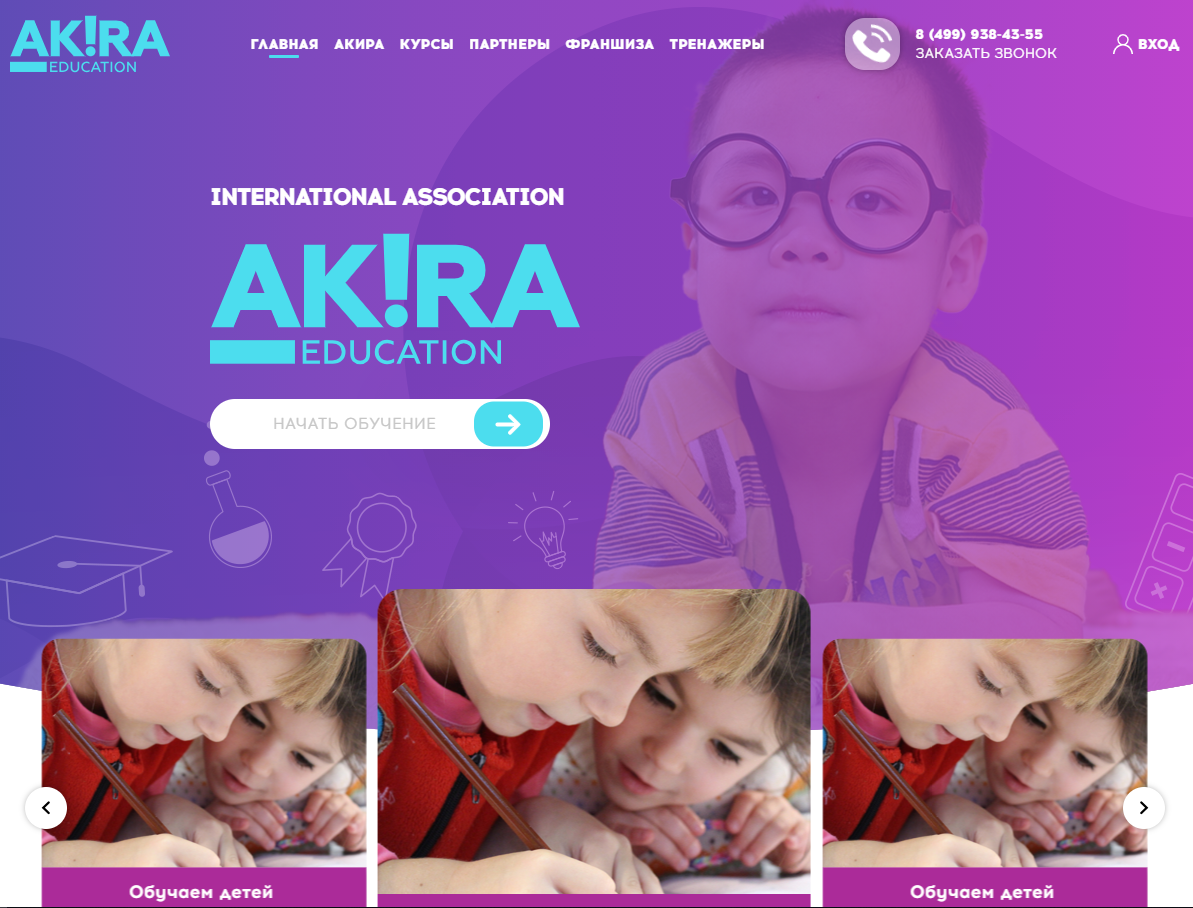 AK!RA
EDUCATION
ГЛАВНАЯ АКИРА КУРСЫ ПАРТНЕРЫ ФРАНШИЗА ТРЕНАЖЕРЫ
8 (499) 938-43-55
ЗАКАЗАТЬ ЗВОНОК
ВХОД
INTERNATIONAL ASSOCIATION
AK!RA
EDUCATION
НАЧАТЬ ОБУЧЕНИЕ
Обучаем детей
Обучаем детей